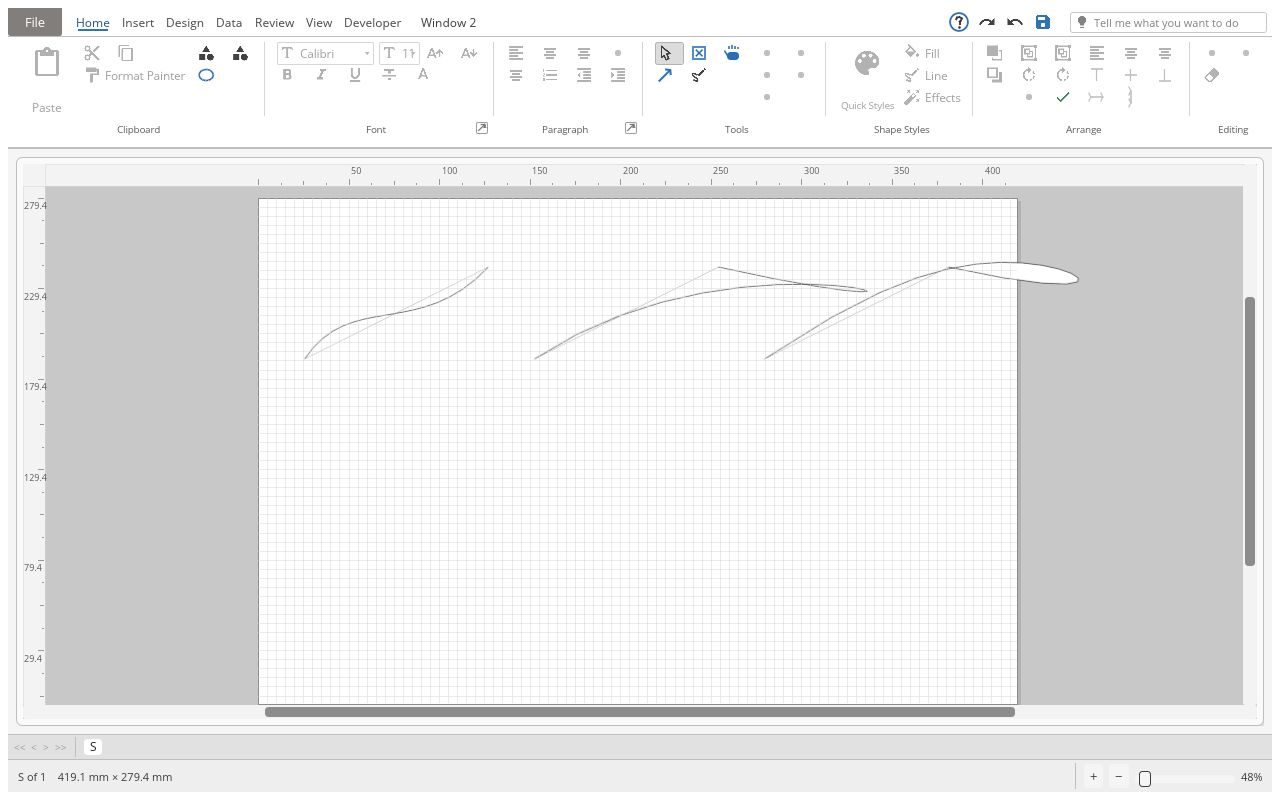 File Home Insert Design Data Review View Developer Window 2 Tell me what you want to do
Calibri 11 Fill
Format Painter Line
Paste Quick Styles Effects
Clipboard Font Paragraph Tools Shape Styles Arrange Editing
50 100 150 200 250 300 350 400
279.4
229.4
179.4
129.4
79.4
29.4
<< < > >> S
S of 1 419.1 mm × 279.4 mm + − 48%